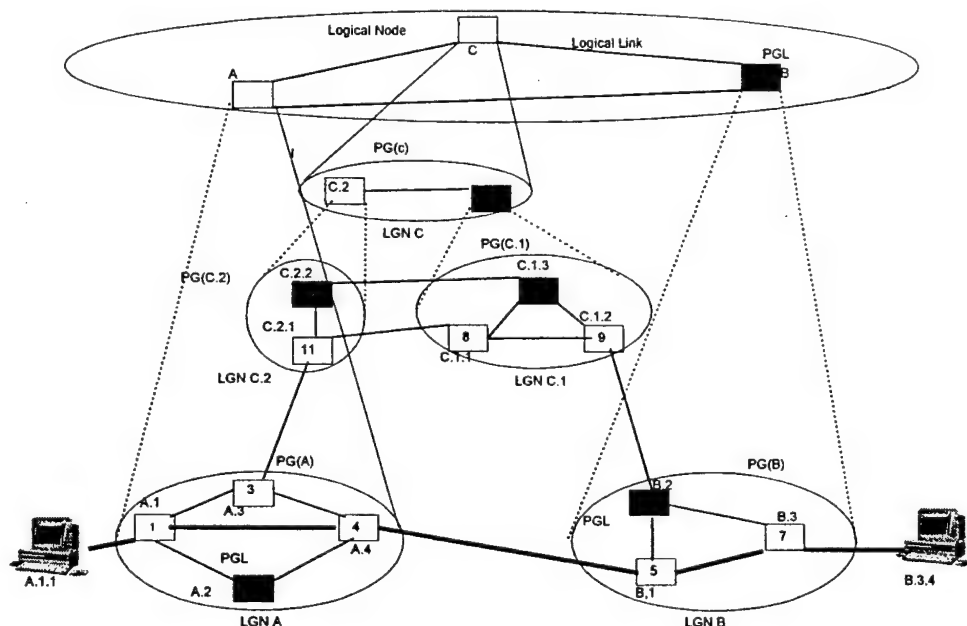 Logical Node
C
Logical Link
PGL
A
B
PG(c)
C.2
LGN C
PG(C.1)
PG(C.2)
C.2.2
C.1.3
C.2.1
C.1.2
11
8
9
C.1.1
LGN C.2
LGN C.1
PG(A)
PG(B)
A.1
3
B.2
A.3
PGL
B.3
1
4
7
PGL
A.4
5
A.1.1
A.2
B,1
B.3.4
LGN A
LGN B